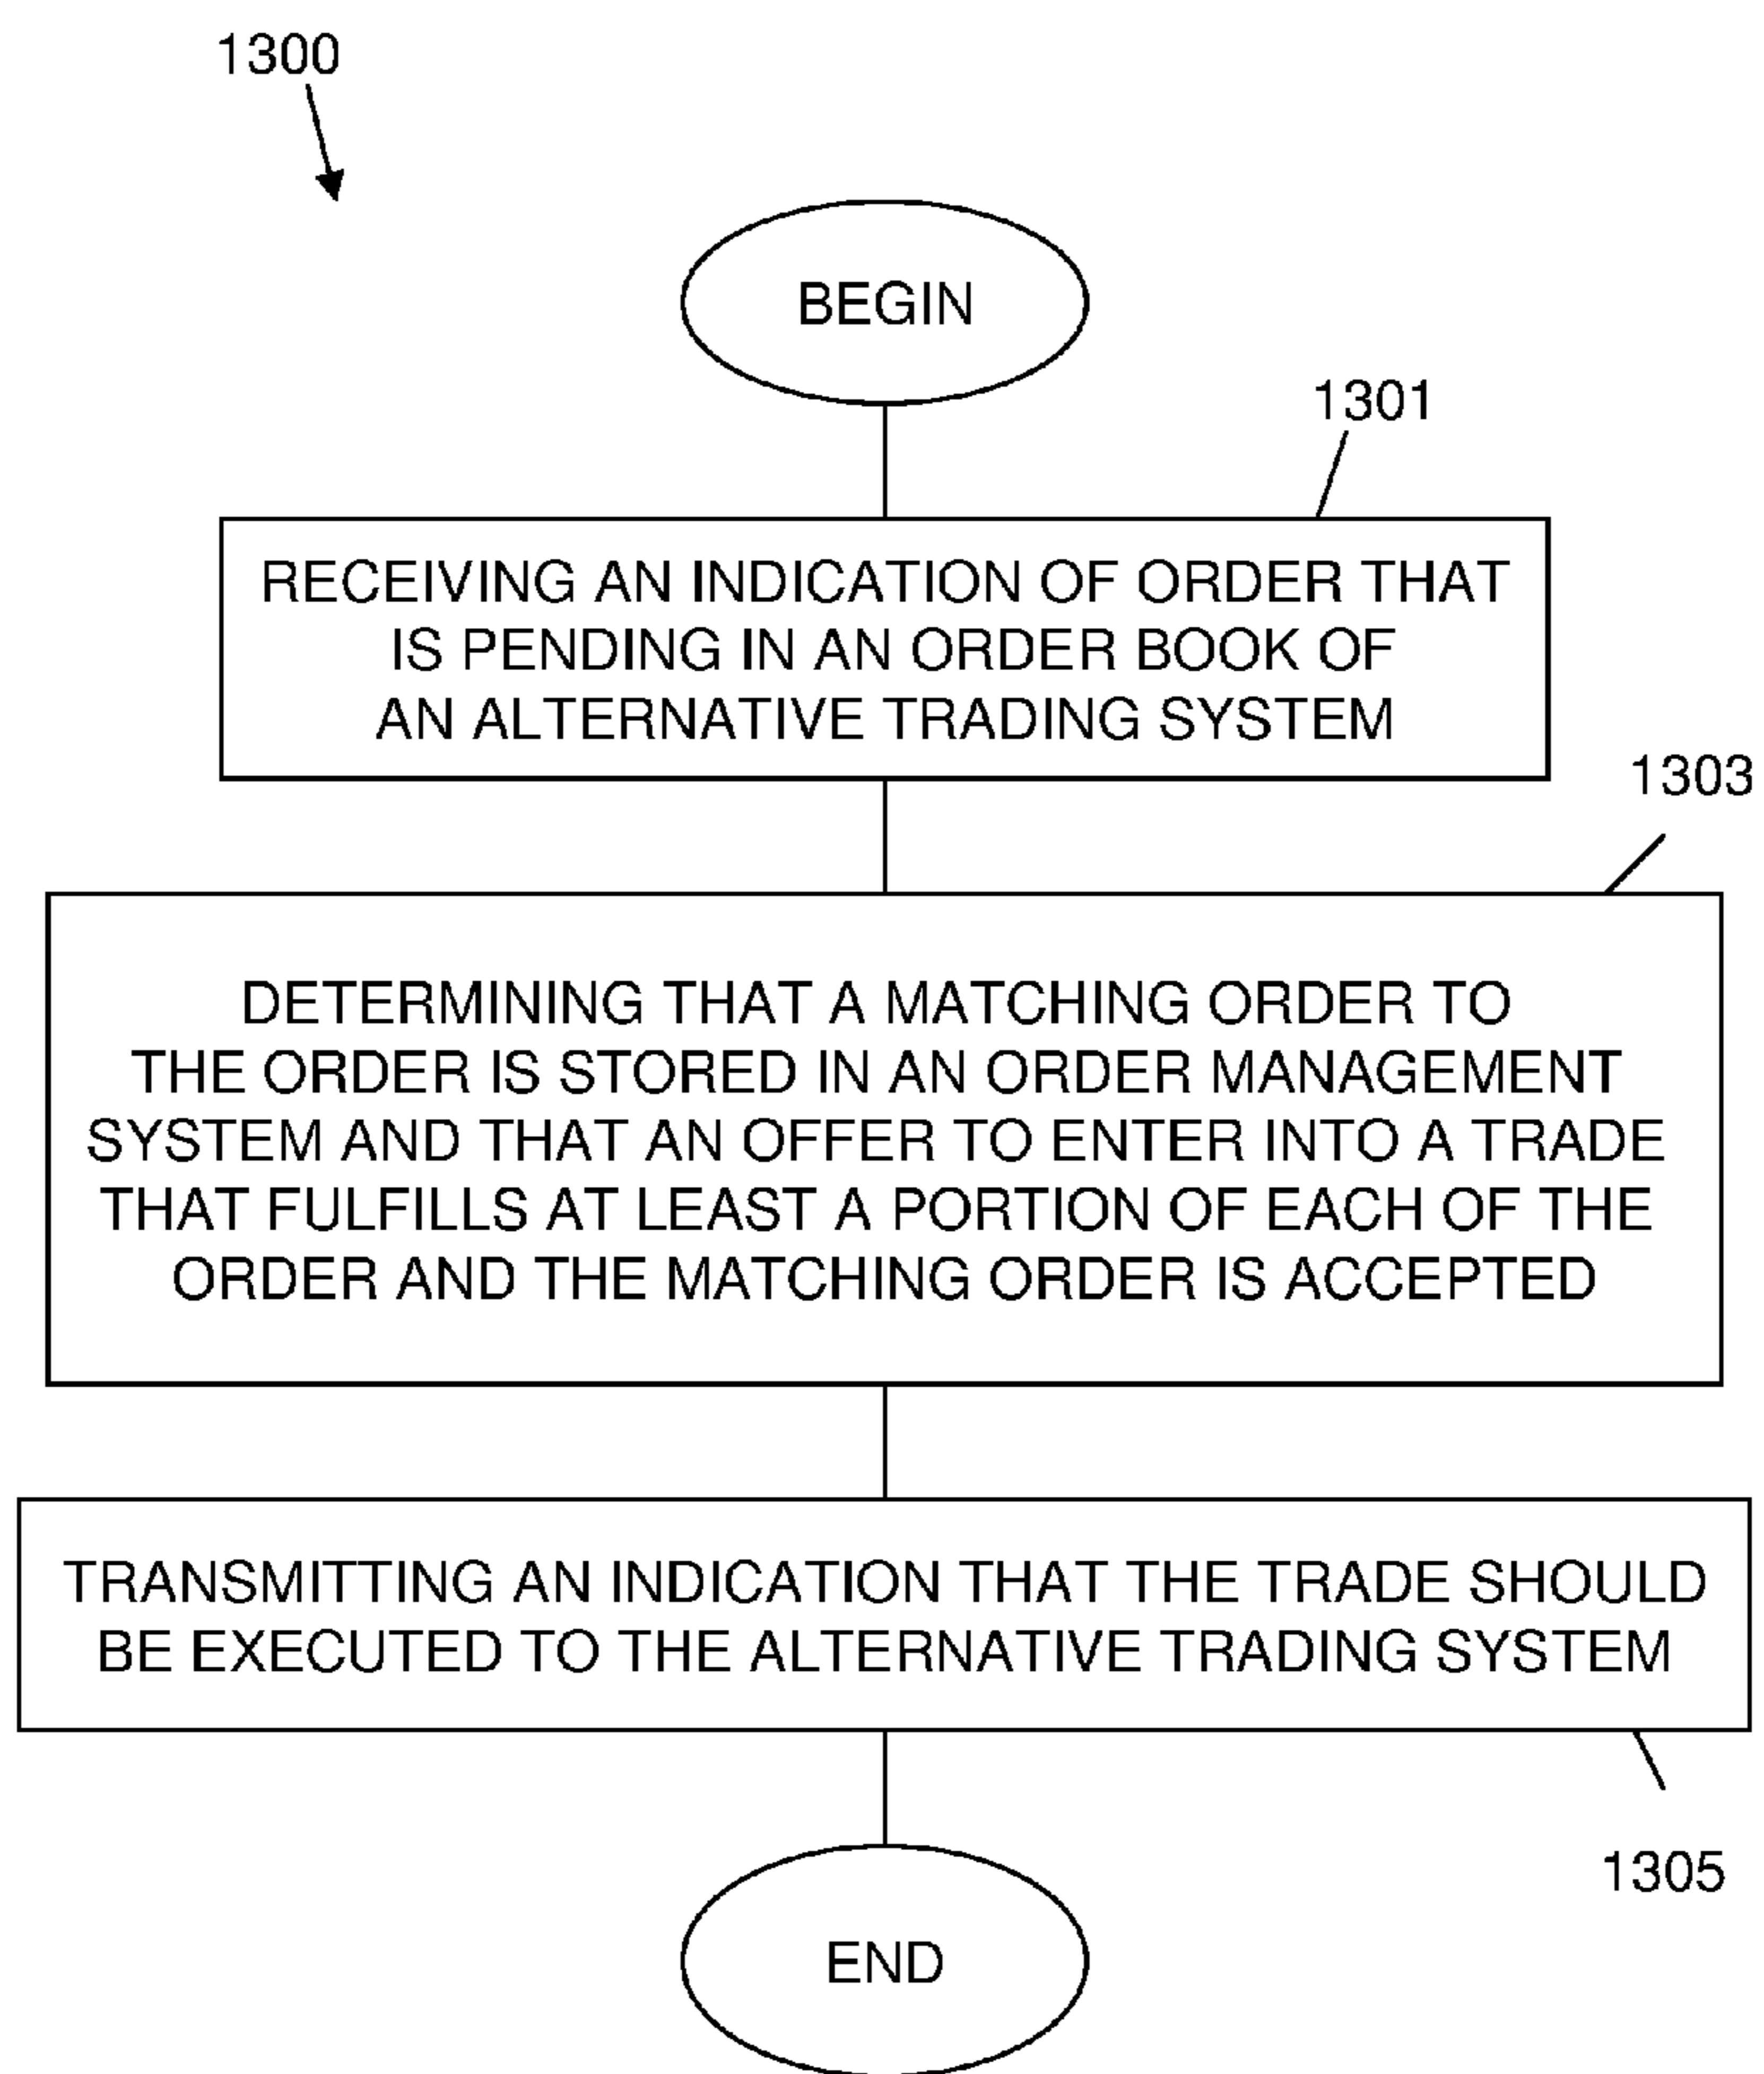 1300
BEGIN
1301
RECEIVING AN INDICATION OF ORDER THAT
IS PENDING IN AN ORDER BOOK OF
AN ALTERNATIVE TRADING SYSTEM
1303
DETERMINING THAT A MATCHING ORDER TO
THE ORDER IS STORED IN AN ORDER MANAGEMENT
SYSTEM AND THAT AN OFFER TO ENTER INTO A TRADE
THAT FULFILLS AT LEAST A PORTION OF EACH OF THE
ORDER AND THE MATCHING ORDER IS ACCEPTED
TRANSMITTING AN INDICATION THAT THE TRADE SHOULD
BE EXECUTED TO THE ALTERNATIVE TRADING SYSTEM
1305
END